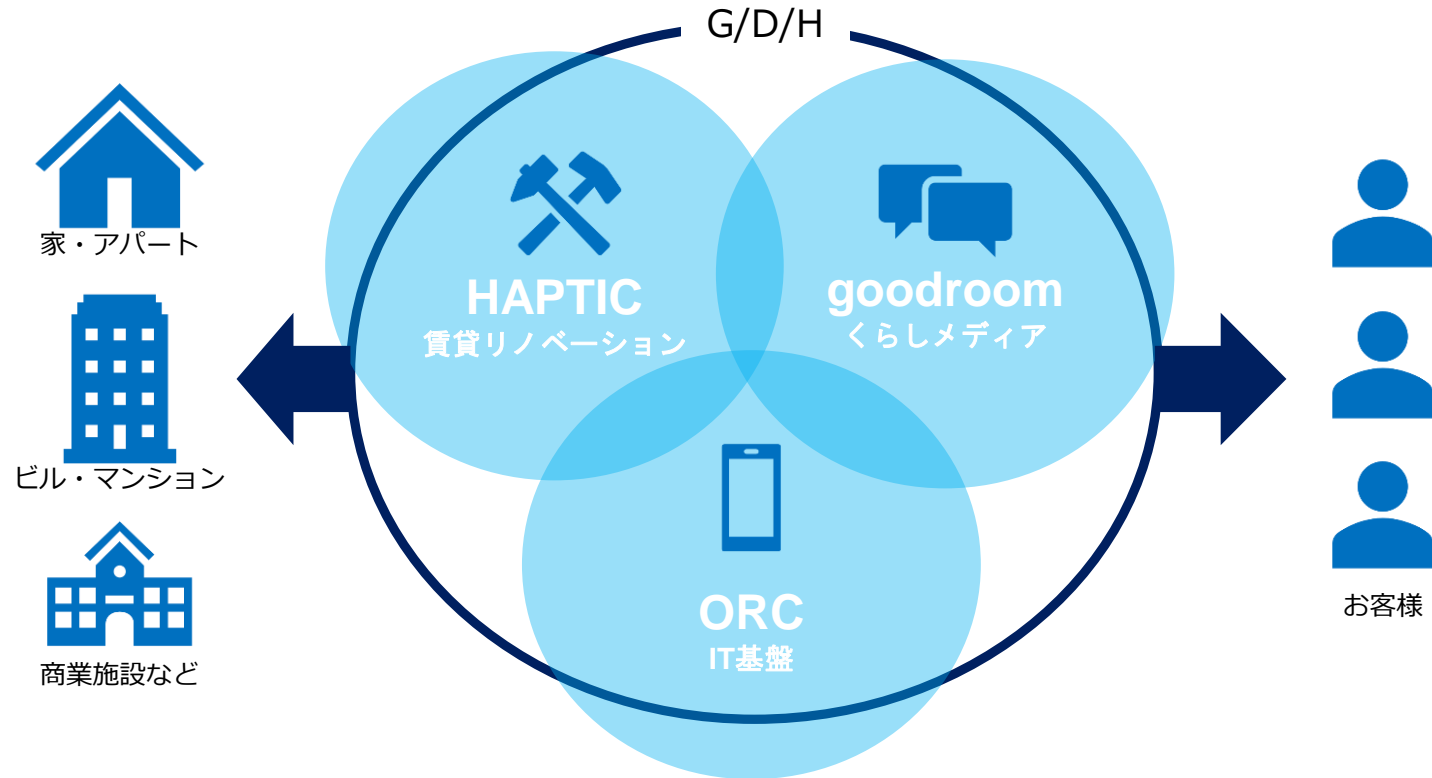 G/D/H
家・アパート
ビル・マンション
商業施設など
HAPTIC
賃貸リノベーション
goodroom
くらしメディア
ORC
IT基盤
お客様